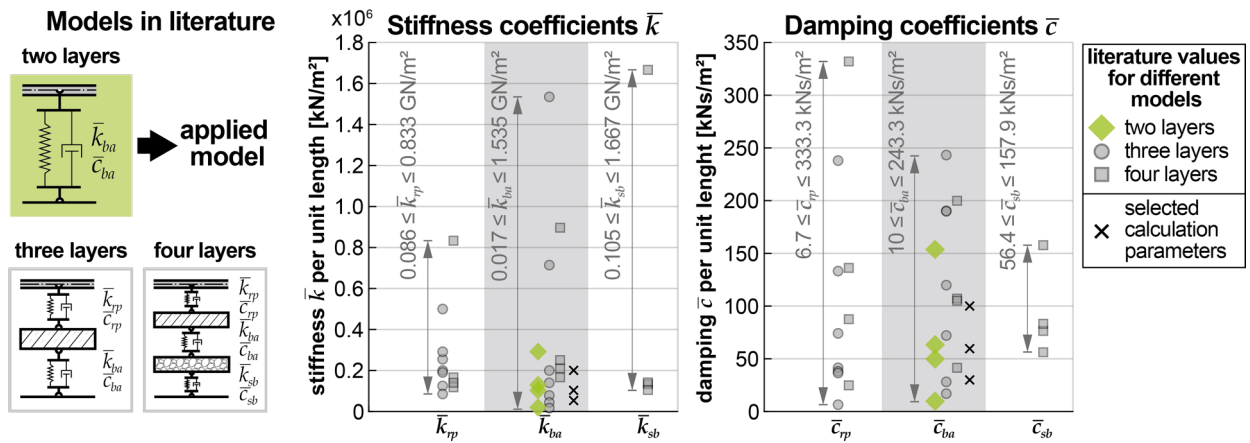 Models in literature
two layers
k̅ba
c̅ba
applied
model
three layers
k̅rp
c̅rp
k̅ba
c̅ba
four layers
k̅rp
c̅rp
k̅ba
c̅ba
k̅sb
c̅sb
Stiffness coefficients k̅
x10⁶
stiffness k̅ per unit length [kN/m²]
1.8
1.6
1.4
1.2
1.0
0.8
0.6
0.4
0.2
0
0.086 ≤ k̅rp ≤ 0.833 GN/m²
0.017 ≤ k̅ba ≤ 1.535 GN/m²
0.105 ≤ k̅sb ≤ 1.667 GN/m²
k̅rp
k̅ba
k̅sb
Damping coefficients c̅
damping c̅ per unit lenght [kNs/m²]
350
300
250
200
150
100
50
0
6.7 ≤ c̅rp ≤ 333.3 kNs/m²
10 ≤ c̅ba ≤ 243.3 kNs/m²
56.4 ≤ c̅sb ≤ 157.9 kNs/m²
c̅rp
c̅ba
c̅sb
literature values
for different
models
two layers
three layers
four layers
selected
calculation
parameters